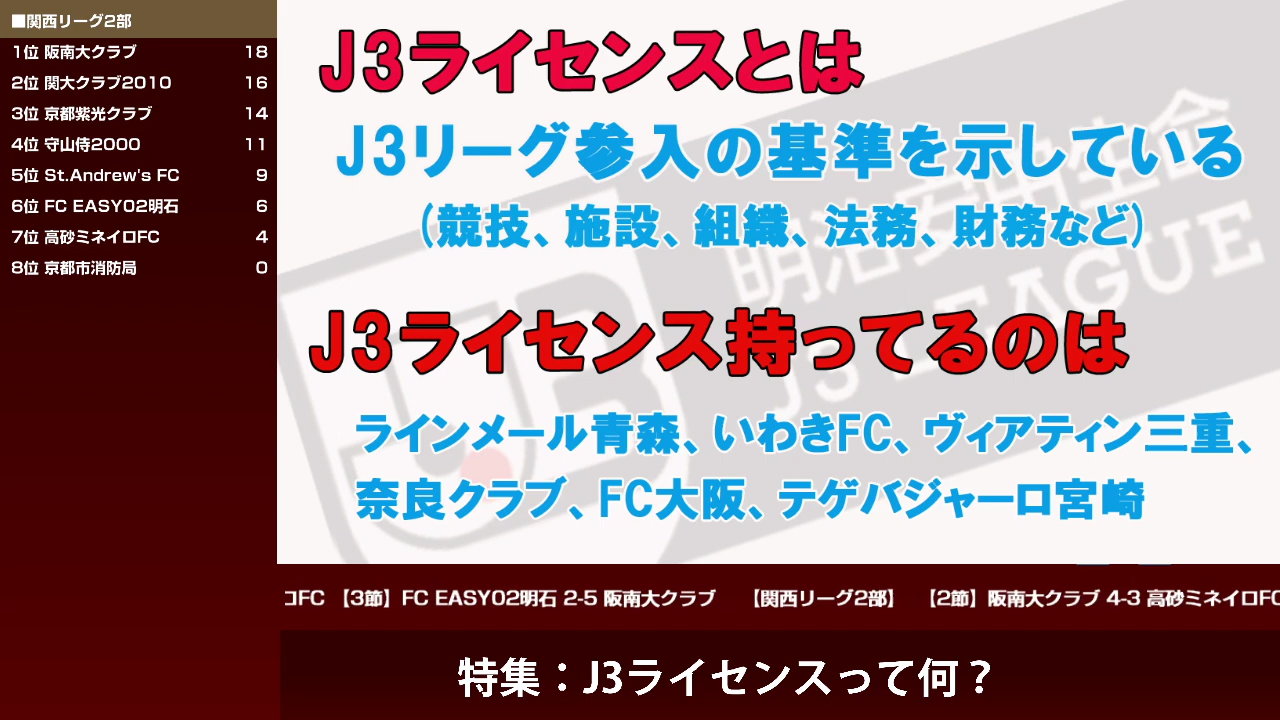 ■関西リーグ2部
1位 阪南大クラブ 18
2位 関大クラブ2010 16
3位 京都紫光クラブ 14
4位 守山侍2000 11
5位 St.Andrew's FC 9
6位 FC EASY02明石 6
7位 高砂ミネイロFC 4
8位 京都市消防局 0
J3ライセンスとは
J3リーグ参入の基準を示している
(競技、施設、組織、法務、財務など)
J3ライセンス持ってるのは
ラインメール青森、いわきFC、ヴィアティン三重、
奈良クラブ、FC大阪、テゲバジャーロ宮崎
明治安田生命
J3 LEAGUE
ロFC 【3節】 FC EASY02明石 2-5 阪南大クラブ 【関西リーグ2部】 【2節】 阪南大クラブ 4-3 高砂ミネイロFC
特集：J3ライセンスって何？